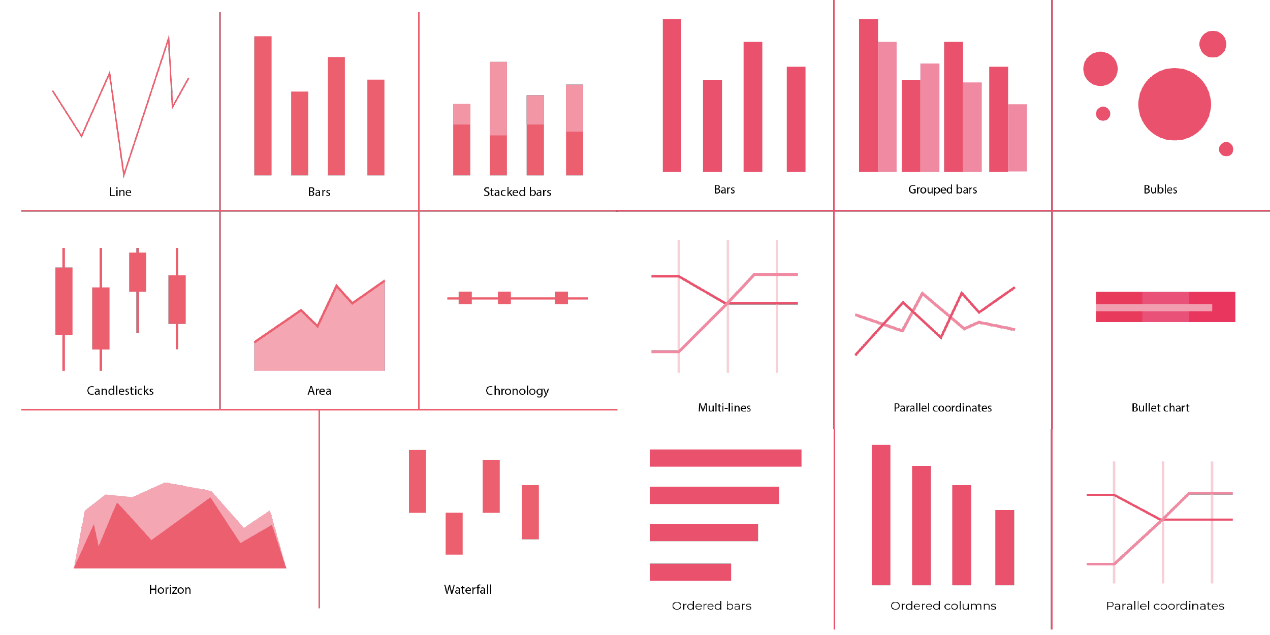 Line
Bars
Stacked bars
Bars
Grouped bars
Bubles
Candlesticks
Area
Chronology
Multi-lines
Parallel coordinates
Bullet chart
Horizon
Waterfall
Ordered bars
Ordered columns
Parallel coordinates